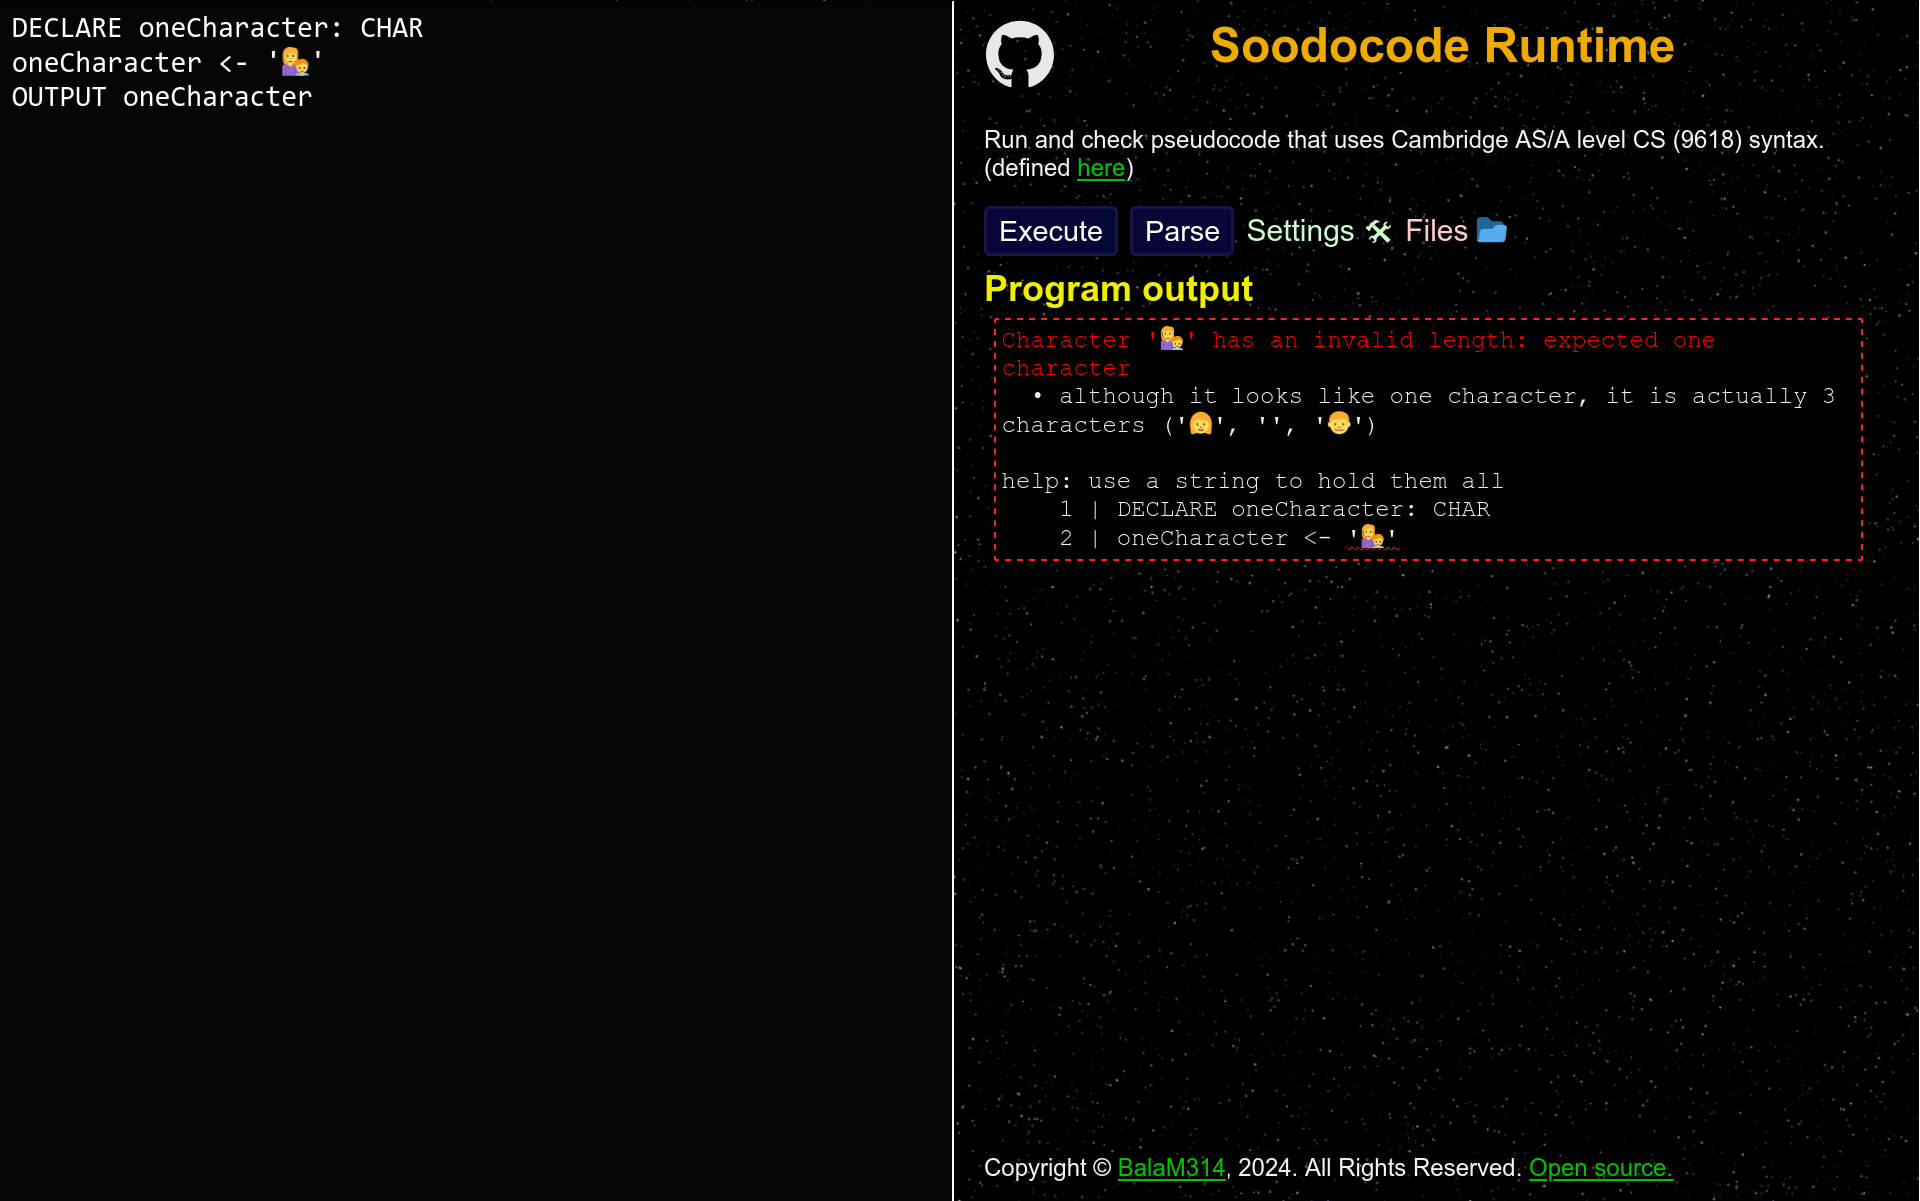 DECLARE oneCharacter: CHAR
oneCharacter <- '👩‍👦'
OUTPUT oneCharacter
Soodocode Runtime
Run and check pseudocode that uses Cambridge AS/A level CS (9618) syntax.
(defined here)
Execute Parse Settings 🛠 Files 📂
Program output
Character '👩‍👦' has an invalid length: expected one
character
• although it looks like one character, it is actually 3
characters ('👩', '‍', '👦')
help: use a string to hold them all
1 | DECLARE oneCharacter: CHAR
2 | oneCharacter <- '👩‍👦'
Copyright © BalaM314, 2024. All Rights Reserved. Open source.